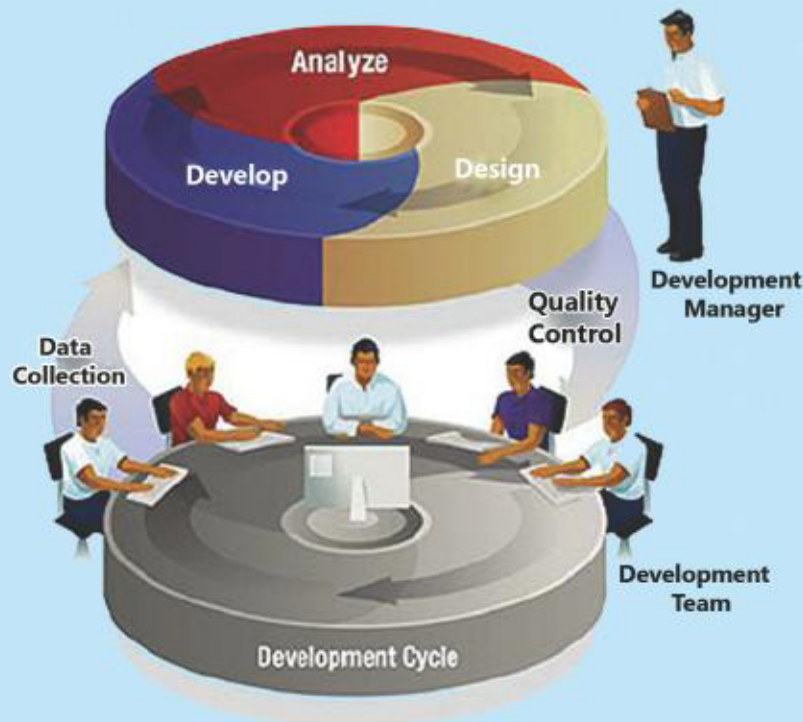 Analyze
Develop
Design
Development
Manager
Quality
Control
Data
Collection
Development
Team
Development Cycle